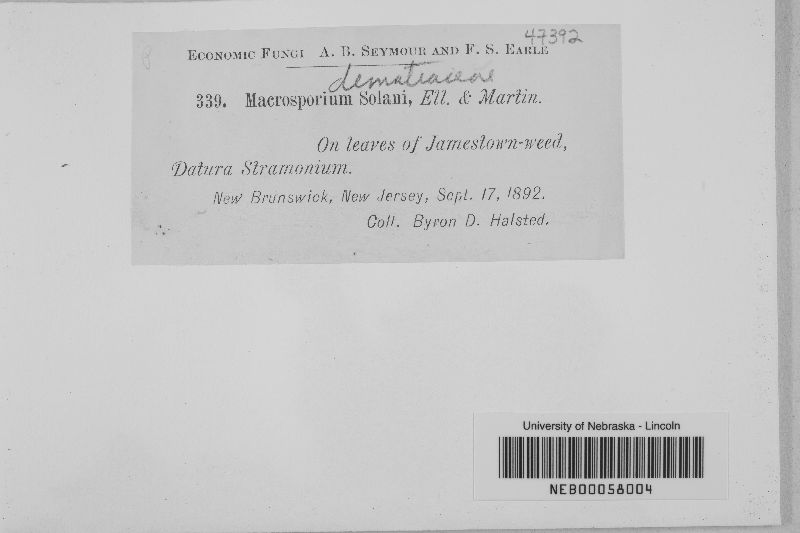 47392
ECONOMIC FUNGI A. B. SEYMOUR AND F. S. EARLE
dematiaceae
339. Macrosporium Solani, Ell. & Martin.
On leaves of Jamestown-weed,
Datura Stramonium.
New Brunswick, New Jersey, Sept. 17, 1892.
Coll. Byron D. Halsted.
University of Nebraska - Lincoln
NEB00058004